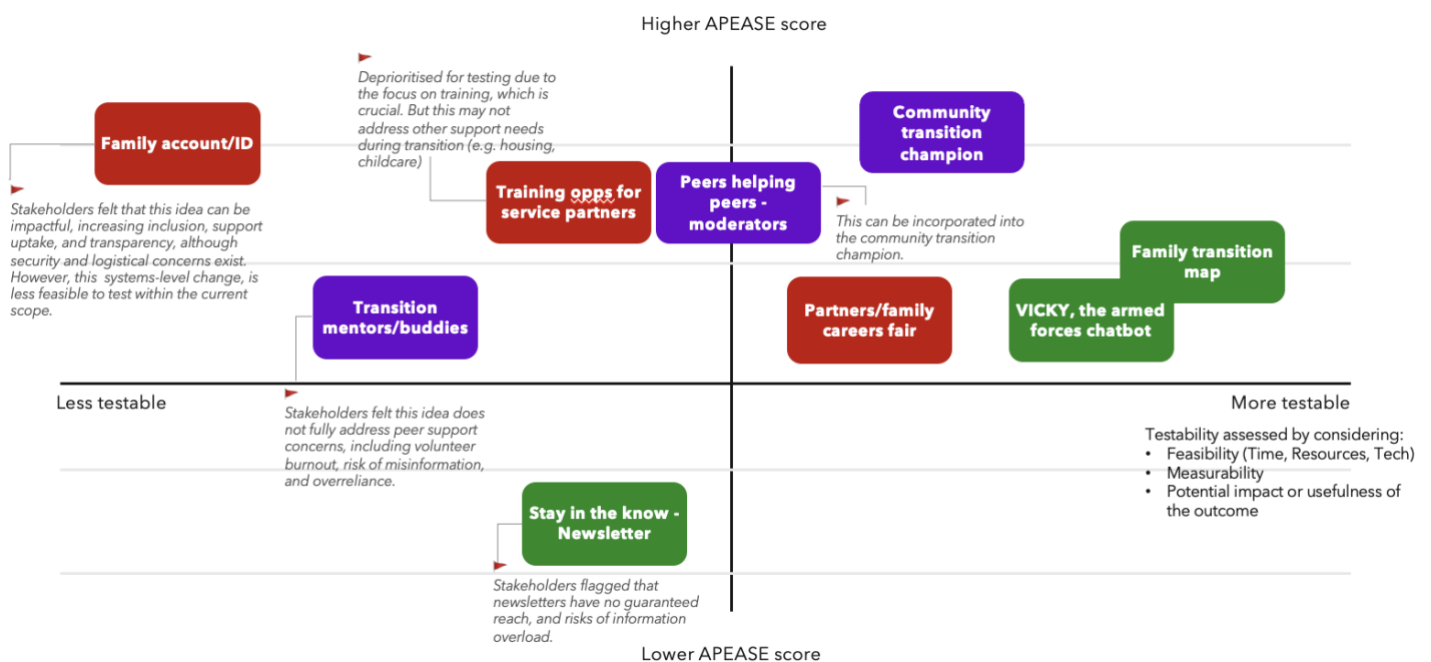 Higher APEASE score
Deprioritised for testing due to
the focus on training, which is
crucial. But this may not
address other support needs
during transition (e.g. housing,
childcare)
Community
transition
champion
Family account/ID
Training opps for
service partners
Peers helping
peers -
moderators
Stakeholders felt that this idea can be
impactful, increasing inclusion, support
uptake, and transparency, although
security and logistical concerns exist.
However, this systems-level change, is
less feasible to test within the current
scope.
This can be incorporated into
the community transition
champion.
Family transition
map
Transition
mentors/buddies
Partners/family
careers fair
VICKY, the armed
forces chatbot
Less testable
More testable
Stakeholders felt this idea does
not fully address peer support
concerns, including volunteer
burnout, risk of misinformation,
and overreliance.
Testability assessed by considering:
• Feasibility (Time, Resources, Tech)
• Measurability
• Potential impact or usefulness of
the outcome
Stay in the know -
Newsletter
Stakeholders flagged that
newsletters have no guaranteed
reach, and risks of information
overload.
Lower APEASE score